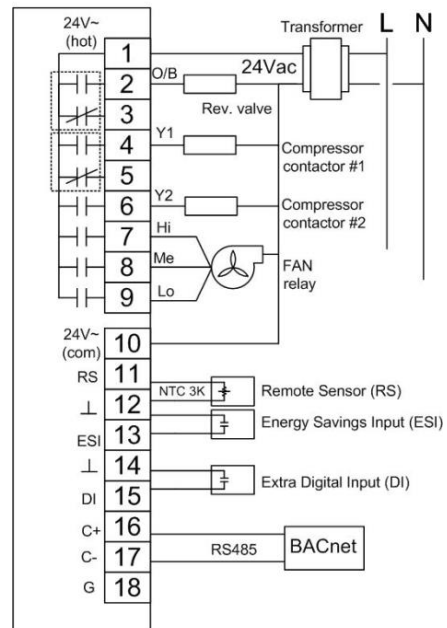 24V~
(hot)
Transformer
L N
1
24Vac
O/B
2
Rev. valve
3
Y1
4
Compressor
contactor #1
5
Y2
6
Compressor
contactor #2
Hi
7
Me
8
FAN
relay
Lo
9
24V~
(com)
10
RS
11
NTC 3K
Remote Sensor (RS)
⊥
12
Energy Savings Input (ESI)
ESI
13
⊥
14
Extra Digital Input (DI)
DI
15
C+
16
RS485
BACnet
C-
17
G
18